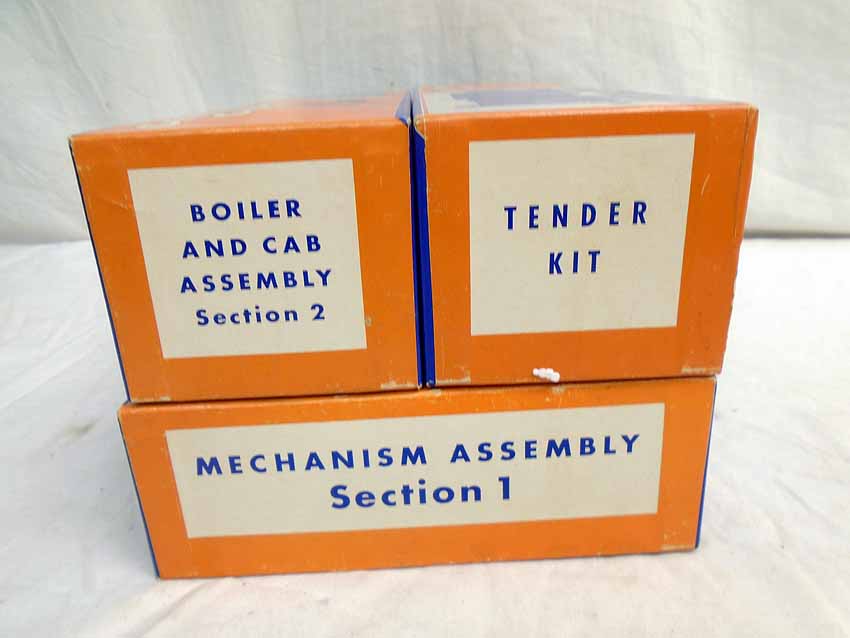 BOILER
AND CAB
ASSEMBLY
Section 2
TENDER
KIT
MECHANISM ASSEMBLY
Section 1